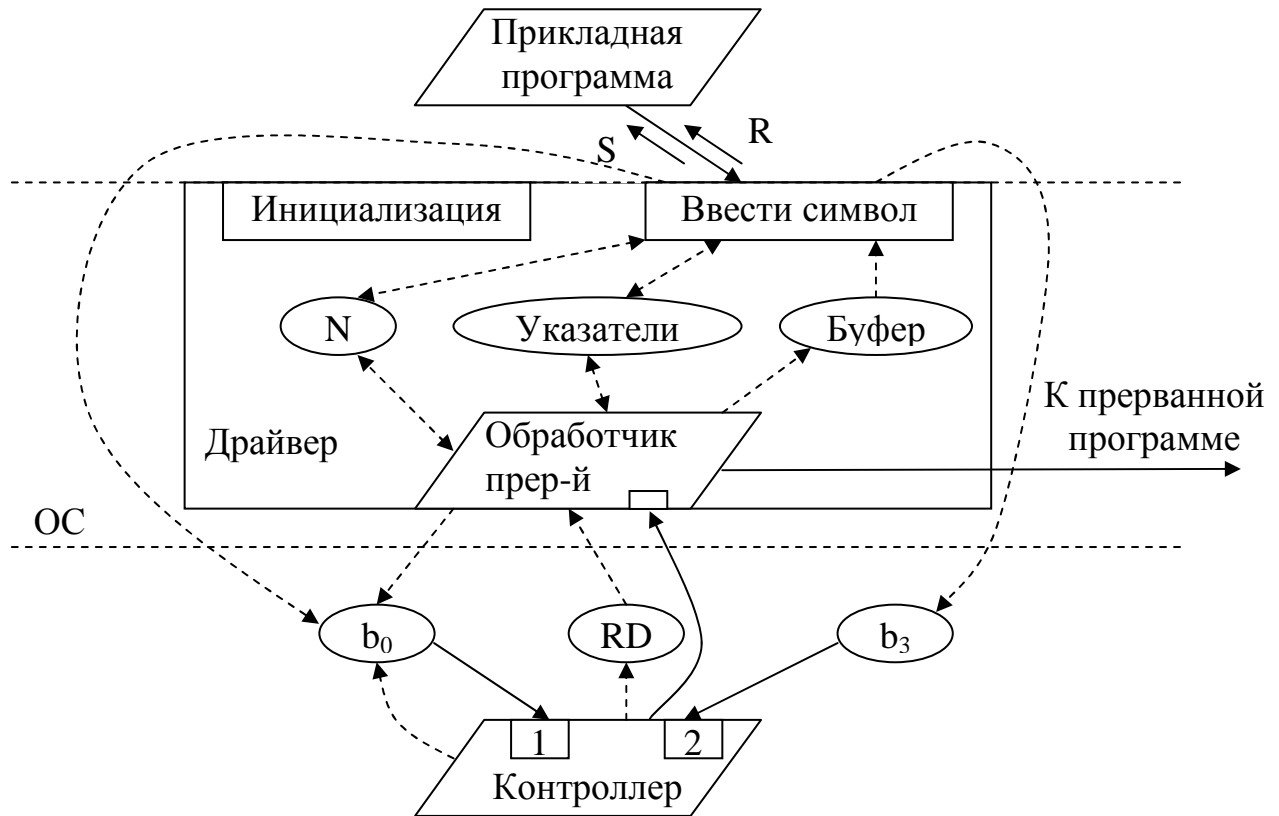 Прикладная
программа
S
R
Инициализация
Ввести символ
N
Указатели
Буфер
К прерванной
программе
Драйвер
Обработчик
прер-й
ОС
b₀
RD
b₃
1
2
Контроллер